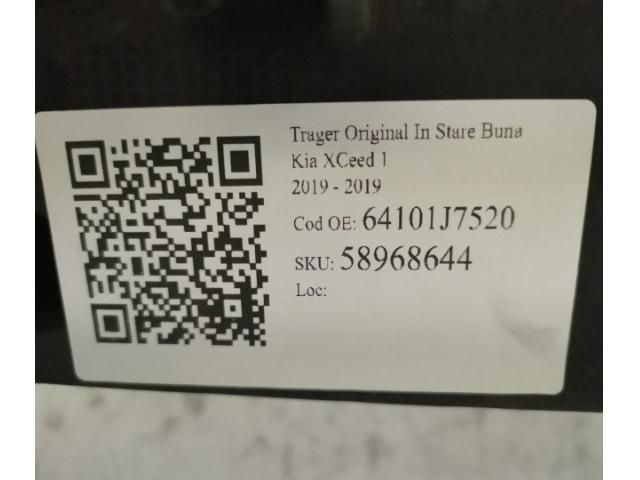 Trager Original In Stare Buna
Kia XCeed 1
2019 - 2019
Cod OE: 64101J7520
SKU: 58968644
Loc: